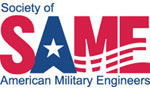 Society of
SAME
American Military Engineers